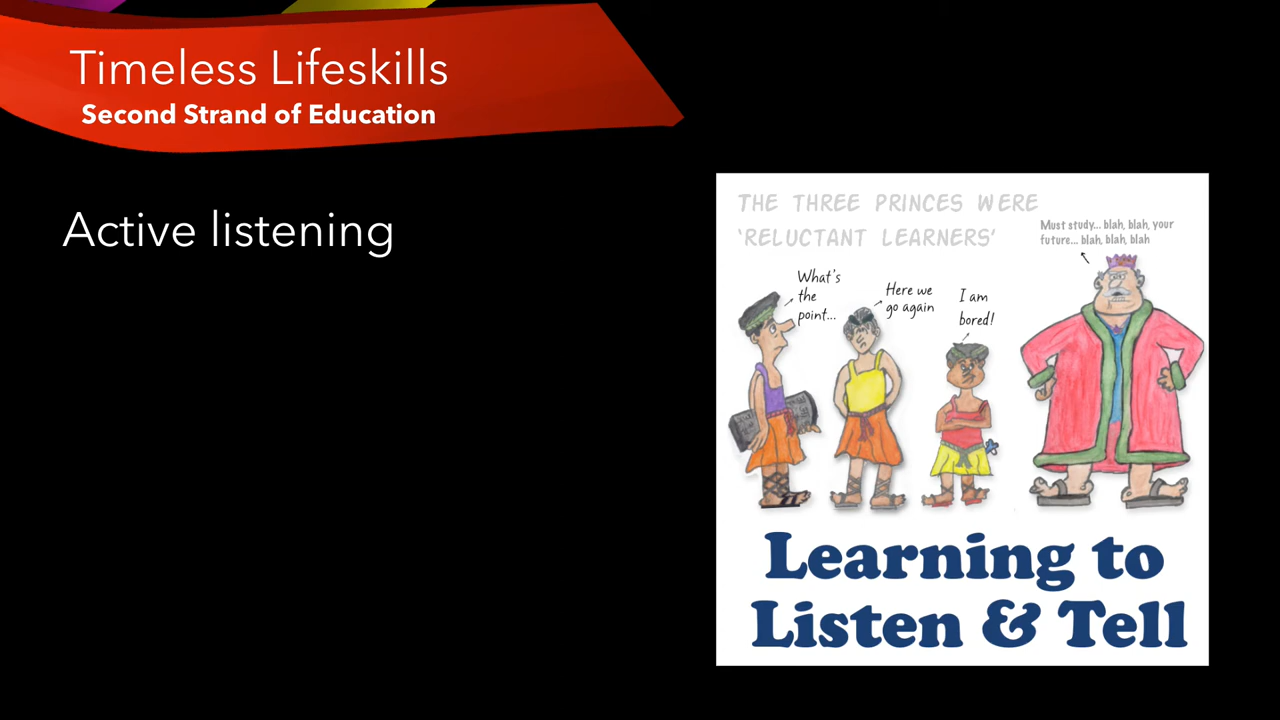 Timeless Lifeskills
Second Strand of Education
Active listening
THE THREE PRINCES WERE
'RELUCTANT LEARNERS'
Must study... blah, blah, your
future... blah, blah, blah
What's
the
point...
Here we
go again
I am
bored!
Learning to
Listen & Tell